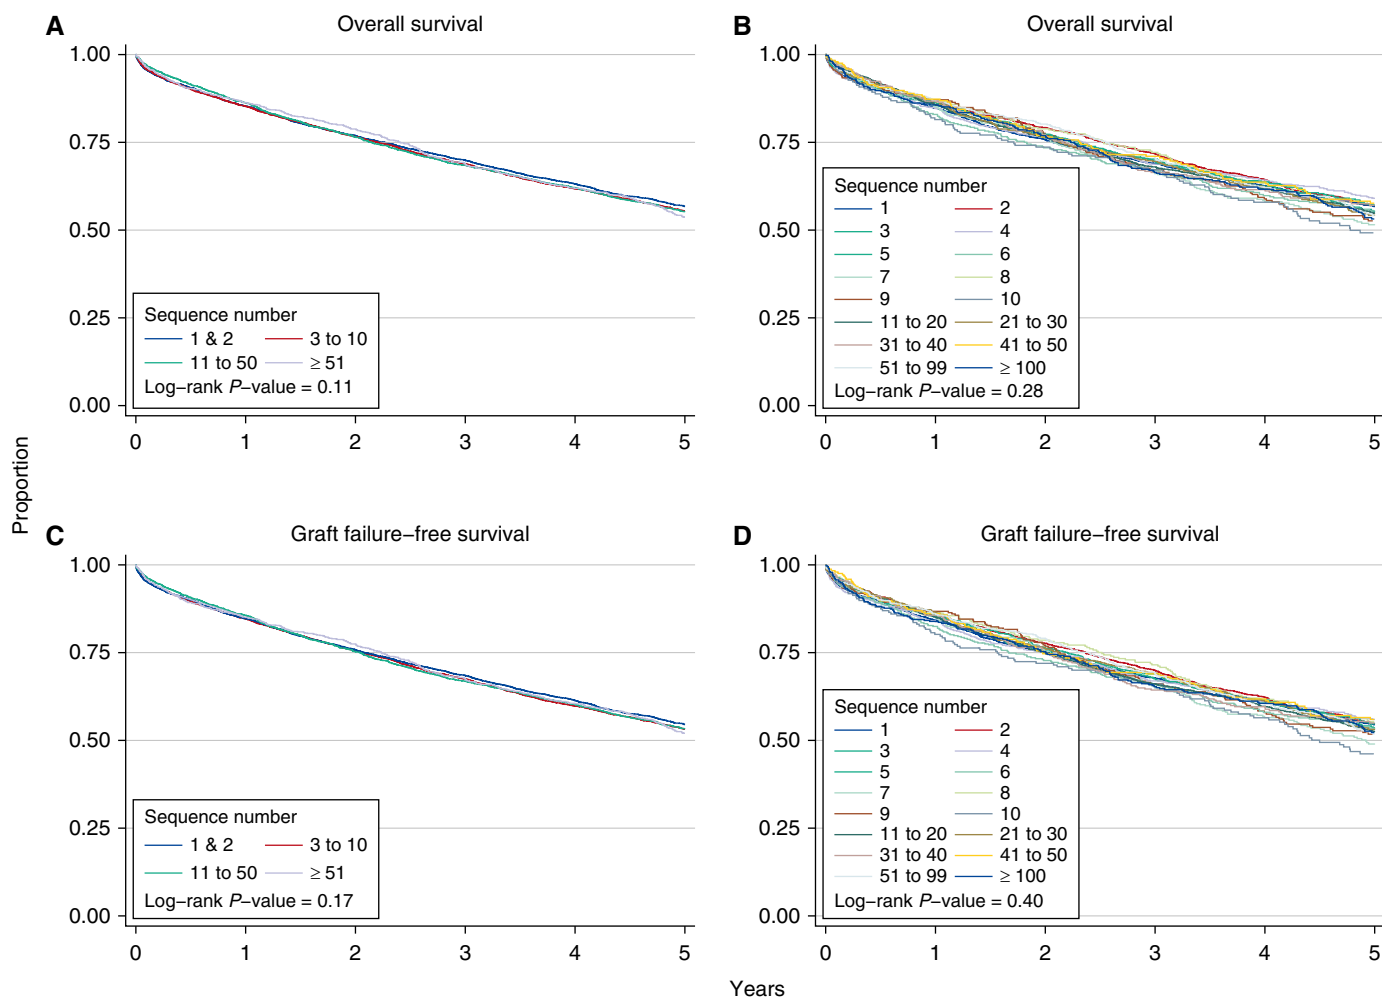 A
Overall survival
1.00
0.75
0.50
0.25
0.00
Sequence number
1 & 2
3 to 10
11 to 50
≥ 51
Log–rank P–value = 0.11
0 1 2 3 4 5
B
Overall survival
1.00
0.75
0.50
0.25
0.00
Sequence number
1 2
3 4
5 6
7 8
9 10
11 to 20 21 to 30
31 to 40 41 to 50
51 to 99 ≥ 100
Log–rank P–value = 0.28
0 1 2 3 4 5
Proportion
C
Graft failure–free survival
1.00
0.75
0.50
0.25
0.00
Sequence number
1 & 2
3 to 10
11 to 50
≥ 51
Log–rank P–value = 0.17
0 1 2 3 4 5
D
Graft failure–free survival
1.00
0.75
0.50
0.25
0.00
Sequence number
1 2
3 4
5 6
7 8
9 10
11 to 20 21 to 30
31 to 40 41 to 50
51 to 99 ≥ 100
Log–rank P–value = 0.40
0 1 2 3 4 5
Years